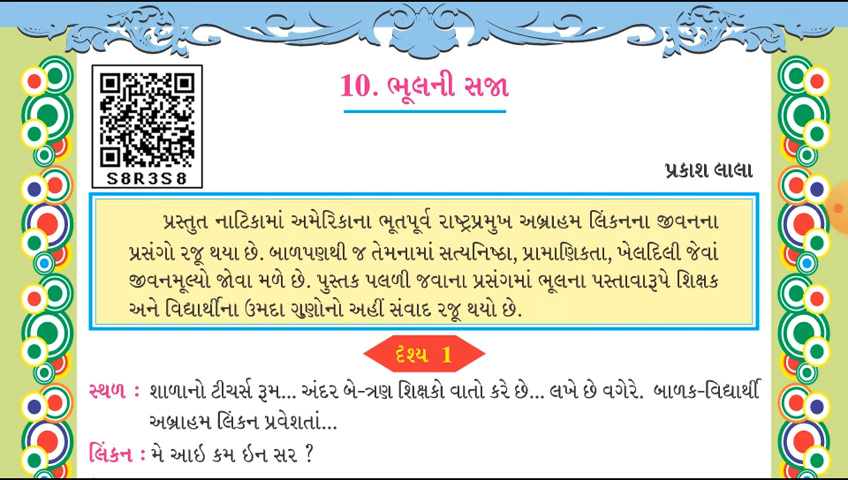 10. ભૂલની સજા
S8R3S8
પ્રકાશ લાલા
પ્રસ્તુત નાટિકામાં અમેરિકાના ભૂતપૂર્વ રાષ્ટ્રપ્રમુખ અબ્રાહમ લિંકનના જીવનના
પ્રસંગો રજૂ થયા છે. બાળપણથી જ તેમનામાં સત્યનિષ્ઠા, પ્રામાણિકતા, ખેલદિલી જેવાં
જીવનમૂલ્યો જોવા મળે છે. પુસ્તક પલળી જવાના પ્રસંગમાં ભૂલના પસ્તાવારૂપે શિક્ષક
અને વિદ્યાર્થીના ઉમદા ગુણોનો અહીં સંવાદ રજૂ થયો છે.
દૃશ્ય 1
સ્થળ : શાળાનો ટીચર્સ રૂમ... અંદર બે-ત્રણ શિક્ષકો વાતો કરે છે... લખે છે વગેરે. બાળક-વિદ્યાર્થી
અબ્રાહમ લિંકન પ્રવેશતાં...
લિંકન : મે આઇ કમ ઇન સર ?